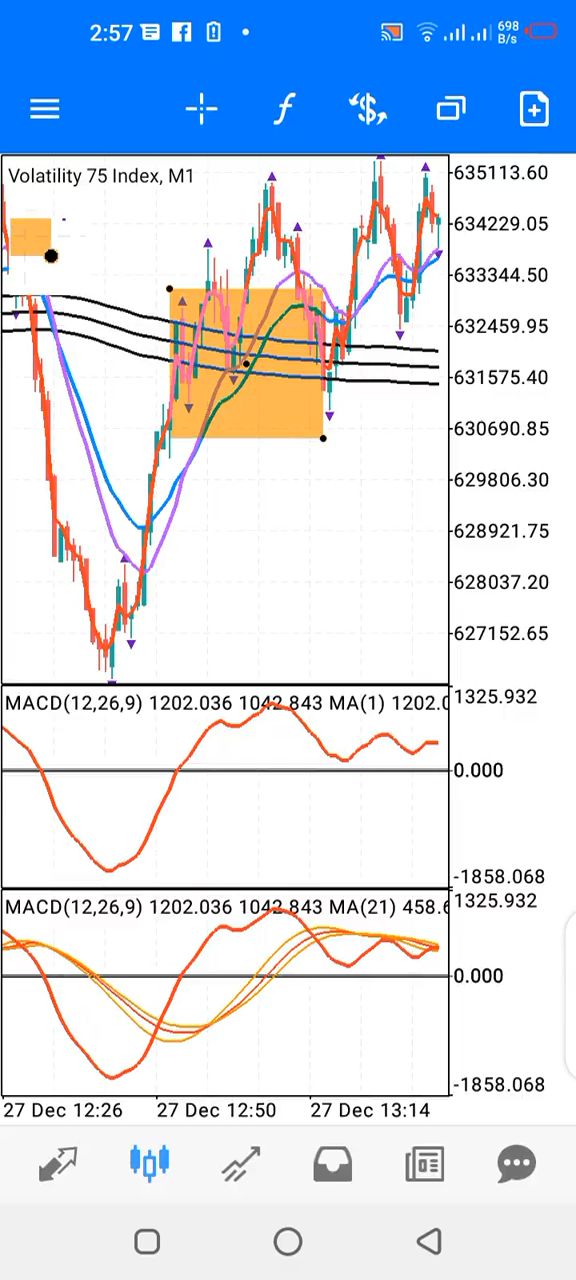 2:57
698
B/s
Volatility 75 Index, M1
635113.60
634229.05
633344.50
632459.95
631575.40
630690.85
629806.30
628921.75
628037.20
627152.65
MACD(12,26,9) 1202.036 1042.843 MA(1) 1202.0
1325.932
0.000
-1858.068
MACD(12,26,9) 1202.036 1042.843 MA(21) 458.6
1325.932
0.000
-1858.068
27 Dec 12:26
27 Dec 12:50
27 Dec 13:14